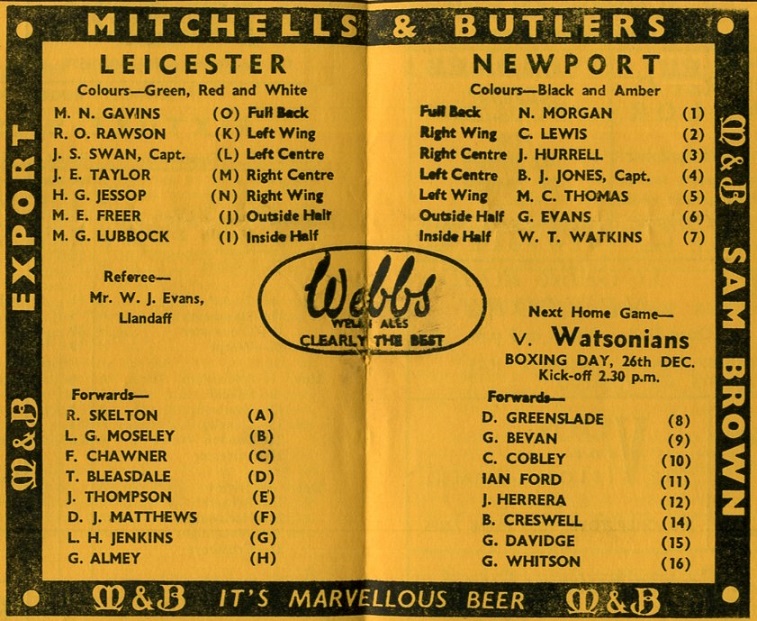 MITCHELLS & BUTLERS
EXPORT
M&B
LEICESTER
Colours—Green, Red and White
M. N. GAVINS (O) Full Back
R. O. RAWSON (K) Left Wing
J. S. SWAN, Capt. (L) Left Centre
J. E. TAYLOR (M) Right Centre
H. G. JESSOP (N) Right Wing
M. E. FREER (J) Outside Half
M. G. LUBBOCK (I) Inside Half
Referee—
Mr. W. J. Evans,
Llandaff
Forwards—
R. SKELTON (A)
L. G. MOSELEY (B)
F. CHAWNER (C)
T. BLEASDALE (D)
J. THOMPSON (E)
D. J. MATTHEWS (F)
L. H. JENKINS (G)
G. ALMEY (H)
Webbs
WELSH ALES
CLEARLY THE BEST
NEWPORT
Colours—Black and Amber
Full Back N. MORGAN (1)
Right Wing C. LEWIS (2)
Right Centre J. HURRELL (3)
Left Centre B. J. JONES, Capt. (4)
Left Wing M. C. THOMAS (5)
Outside Half G. EVANS (6)
Inside Half W. T. WATKINS (7)
Next Home Game—
V. Watsonians
BOXING DAY, 26th DEC.
Kick-off 2.30 p.m.
Forwards—
D. GREENSLADE (8)
G. BEVAN (9)
C. COBLEY (10)
IAN FORD (11)
J. HERRERA (12)
B. CRESWELL (14)
G. DAVIDGE (15)
G. WHITSON (16)
M&B SAM BROWN
M&B IT'S MARVELLOUS BEER M&B